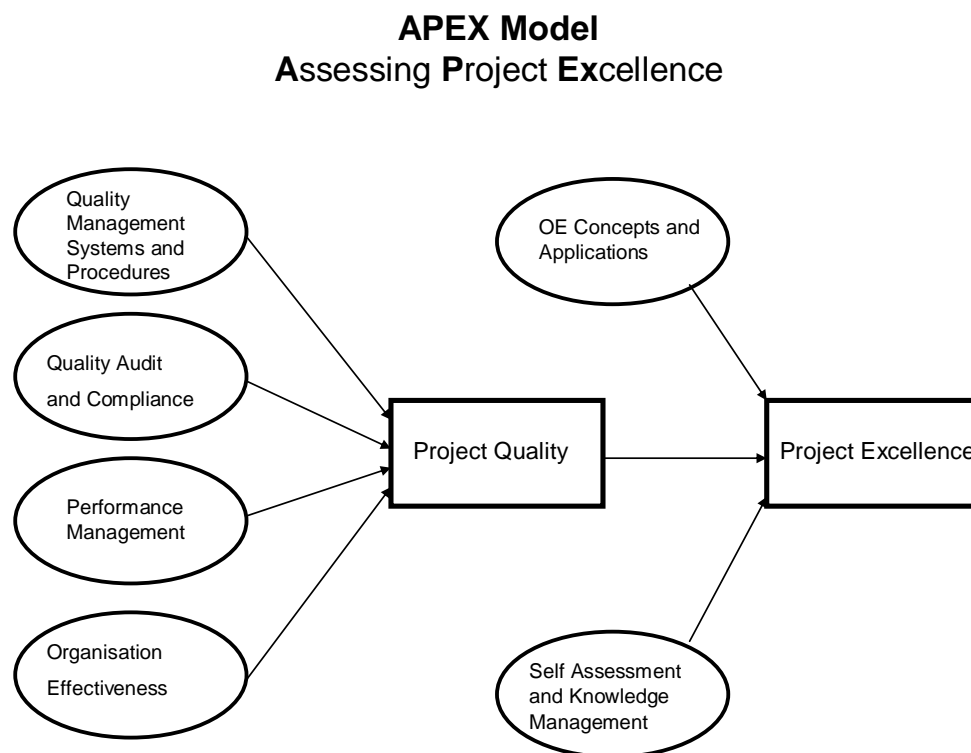 APEX Model
Assessing Project Excellence
Quality
Management
Systems and
Procedures
OE Concepts and
Applications
Quality Audit
and Compliance
Project Quality
Project Excellence
Performance
Management
Organisation
Effectiveness
Self Assessment
and Knowledge
Management